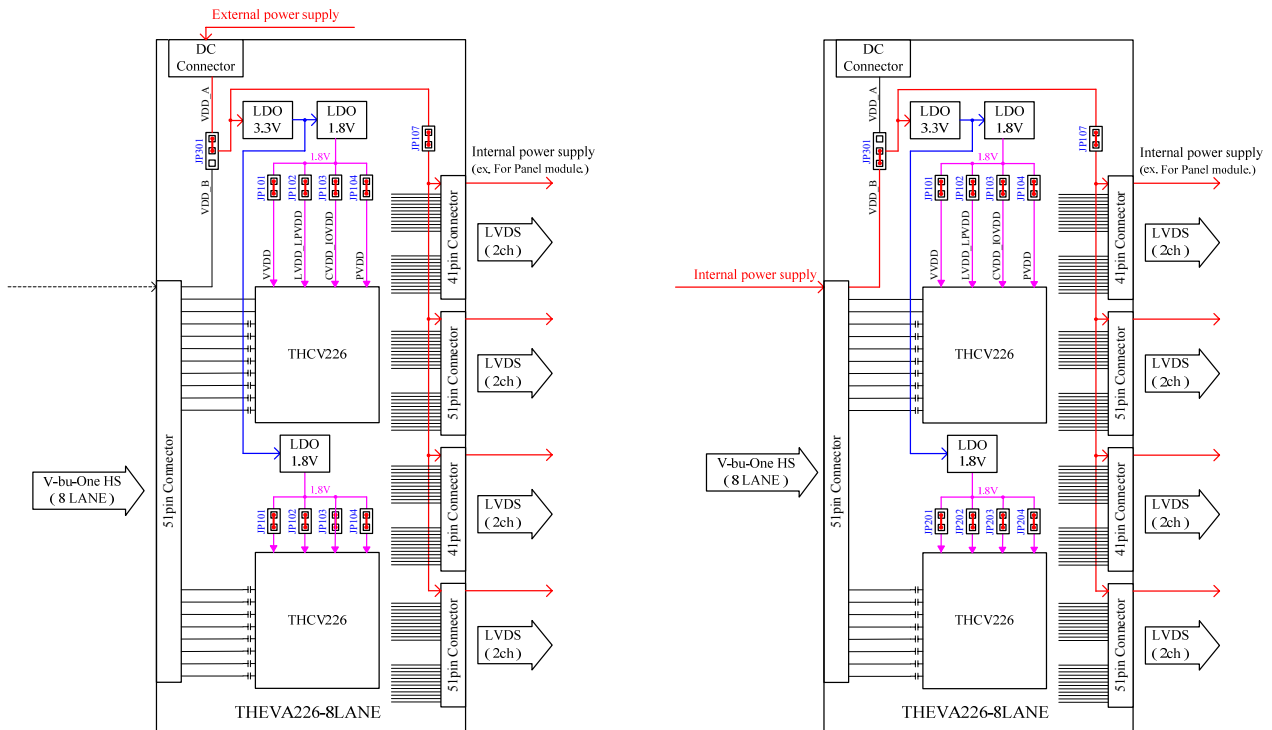 External power supply
DC
Connector
VDD_A
JP301
VDD_B
LDO
3.3V
LDO
1.8V
JP107
1.8V
JP101
JP102
JP103
JP104
VVDD
LVDD_LPVDD
CVDD_IOVDD
PVDD
Internal power supply
(ex. For Panel module.)
41pin Connector
LVDS
( 2ch )
THCV226
51pin Connector
LVDS
( 2ch )
V-bu-One HS
( 8 LANE )
51pin Connector
LDO
1.8V
1.8V
JP101
JP102
JP103
JP104
THCV226
41pin Connector
LVDS
( 2ch )
51pin Connector
LVDS
( 2ch )
THEVA226-8LANE
DC
Connector
VDD_A
JP301
VDD_B
LDO
3.3V
LDO
1.8V
JP107
1.8V
JP101
JP102
JP103
JP104
VVDD
LVDD_LPVDD
CVDD_IOVDD
PVDD
Internal power supply
(ex. For Panel module.)
Internal power supply
41pin Connector
LVDS
( 2ch )
THCV226
51pin Connector
LVDS
( 2ch )
V-bu-One HS
( 8 LANE )
51pin Connector
LDO
1.8V
1.8V
JP201
JP202
JP203
JP204
THCV226
41pin Connector
LVDS
( 2ch )
51pin Connector
LVDS
( 2ch )
THEVA226-8LANE